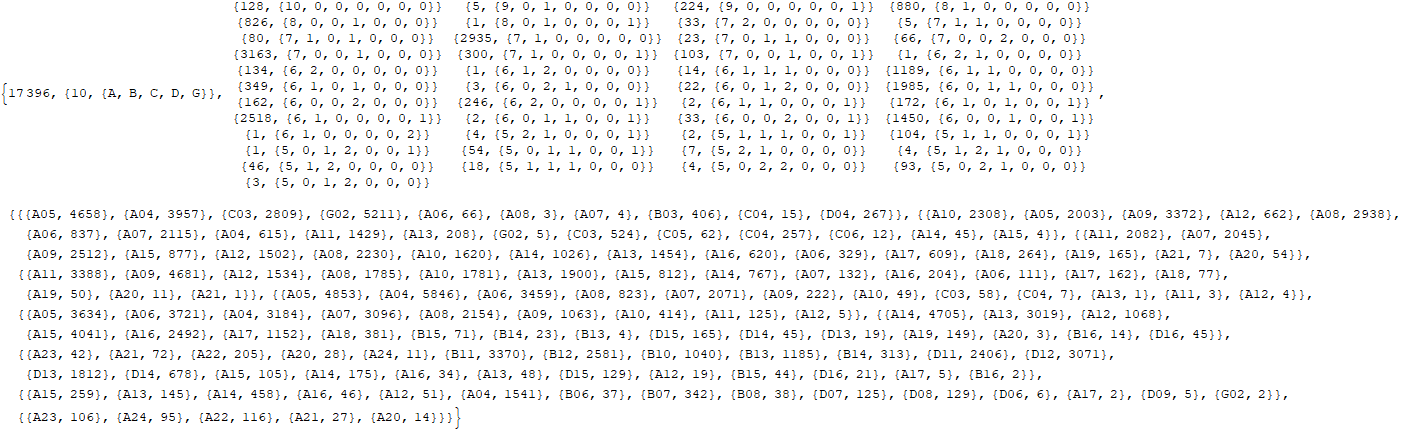 {128, {10, 0, 0, 0, 0, 0, 0}} {5, {9, 0, 1, 0, 0, 0, 0}} {224, {9, 0, 0, 0, 0, 0, 1}} {880, {8, 1, 0, 0, 0, 0, 0}}
{826, {8, 0, 0, 1, 0, 0, 0}} {1, {8, 0, 1, 0, 0, 0, 1}} {33, {7, 2, 0, 0, 0, 0, 0}} {5, {7, 1, 1, 0, 0, 0, 0}}
{80, {7, 1, 0, 1, 0, 0, 0}} {2935, {7, 1, 0, 0, 0, 0, 0}} {23, {7, 0, 1, 1, 0, 0, 0}} {66, {7, 0, 0, 2, 0, 0, 0}}
{3163, {7, 0, 0, 1, 0, 0, 0}} {300, {7, 1, 0, 0, 0, 0, 1}} {103, {7, 0, 0, 1, 0, 0, 1}} {1, {6, 2, 1, 0, 0, 0, 0}}
{134, {6, 2, 0, 0, 0, 0, 0}} {1, {6, 1, 2, 0, 0, 0, 0}} {14, {6, 1, 1, 1, 0, 0, 0}} {1189, {6, 1, 1, 0, 0, 0, 0}}
{17396, {10, {A, B, C, D, G}}, {349, {6, 1, 0, 1, 0, 0, 0}} {3, {6, 0, 2, 1, 0, 0, 0}} {22, {6, 0, 1, 2, 0, 0, 0}} {1985, {6, 0, 1, 1, 0, 0, 0}} ,
{162, {6, 0, 0, 2, 0, 0, 0}} {246, {6, 2, 0, 0, 0, 0, 1}} {2, {6, 1, 1, 0, 0, 0, 1}} {172, {6, 1, 0, 1, 0, 0, 1}}
{2518, {6, 1, 0, 0, 0, 0, 1}} {2, {6, 0, 1, 1, 0, 0, 1}} {33, {6, 0, 0, 2, 0, 0, 1}} {1450, {6, 0, 0, 1, 0, 0, 1}}
{1, {6, 1, 0, 0, 0, 0, 2}} {4, {5, 2, 1, 0, 0, 0, 1}} {2, {5, 1, 1, 1, 0, 0, 1}} {104, {5, 1, 1, 0, 0, 0, 1}}
{1, {5, 0, 1, 2, 0, 0, 1}} {54, {5, 0, 1, 1, 0, 0, 1}} {7, {5, 2, 1, 0, 0, 0, 0}} {4, {5, 1, 2, 1, 0, 0, 0}}
{46, {5, 1, 2, 0, 0, 0, 0}} {18, {5, 1, 1, 1, 0, 0, 0}} {4, {5, 0, 2, 2, 0, 0, 0}} {93, {5, 0, 2, 1, 0, 0, 0}}
{3, {5, 0, 1, 2, 0, 0, 0}}
{{{A05, 4658}, {A04, 3957}, {C03, 2809}, {G02, 5211}, {A06, 66}, {A08, 3}, {A07, 4}, {B03, 406}, {C04, 15}, {D04, 267}}, {{A10, 2308}, {A05, 2003}, {A09, 3372}, {A12, 662}, {A08, 2938},
{A06, 837}, {A07, 2115}, {A04, 615}, {A11, 1429}, {A13, 208}, {G02, 5}, {C03, 524}, {C05, 62}, {C04, 257}, {C06, 12}, {A14, 45}, {A15, 4}}, {{A11, 2082}, {A07, 2045},
{A09, 2512}, {A15, 877}, {A12, 1502}, {A08, 2230}, {A10, 1620}, {A14, 1026}, {A13, 1454}, {A16, 620}, {A06, 329}, {A17, 609}, {A18, 264}, {A19, 165}, {A21, 7}, {A20, 54}},
{{A11, 3388}, {A09, 4681}, {A12, 1534}, {A08, 1785}, {A10, 1781}, {A13, 1900}, {A15, 812}, {A14, 767}, {A07, 132}, {A16, 204}, {A06, 111}, {A17, 162}, {A18, 77},
{A19, 50}, {A20, 11}, {A21, 1}}, {{A05, 4853}, {A04, 5846}, {A06, 3459}, {A08, 823}, {A07, 2071}, {A09, 222}, {A10, 49}, {C03, 58}, {C04, 7}, {A13, 1}, {A11, 3}, {A12, 4}},
{{A05, 3634}, {A06, 3721}, {A04, 3184}, {A07, 3096}, {A08, 2154}, {A09, 1063}, {A10, 414}, {A11, 125}, {A12, 5}}, {{A14, 4705}, {A13, 3019}, {A12, 1068},
{A15, 4041}, {A16, 2492}, {A17, 1152}, {A18, 381}, {B15, 71}, {B14, 23}, {B13, 4}, {D15, 165}, {D14, 45}, {D13, 19}, {A19, 149}, {A20, 3}, {B16, 14}, {D16, 45}},
{{A23, 42}, {A21, 72}, {A22, 205}, {A20, 28}, {A24, 11}, {B11, 3370}, {B12, 2581}, {B10, 1040}, {B13, 1185}, {B14, 313}, {D11, 2406}, {D12, 3071},
{D13, 1812}, {D14, 678}, {A15, 105}, {A14, 175}, {A16, 34}, {A13, 48}, {D15, 129}, {A12, 19}, {B15, 44}, {D16, 21}, {A17, 5}, {B16, 2}},
{{A15, 259}, {A13, 145}, {A14, 458}, {A16, 46}, {A12, 51}, {A04, 1541}, {B06, 37}, {B07, 342}, {B08, 38}, {D07, 125}, {D08, 129}, {D06, 6}, {A17, 2}, {D09, 5}, {G02, 2}},
{{A23, 106}, {A24, 95}, {A22, 116}, {A21, 27}, {A20, 14}}}}